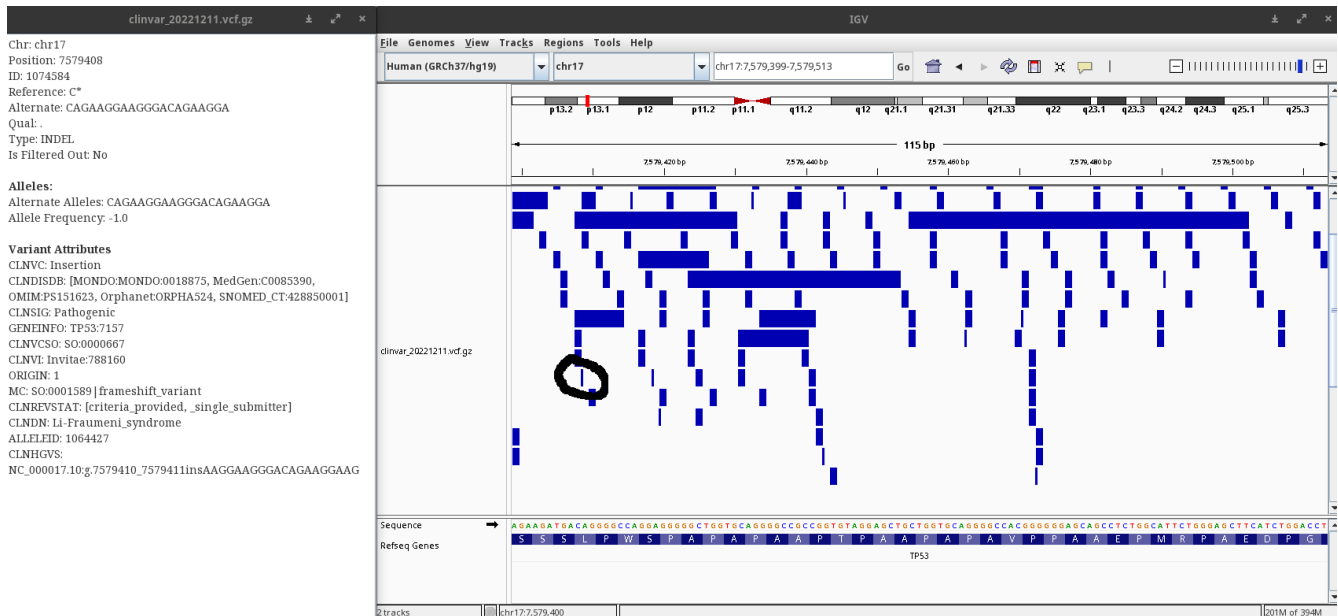 clinvar_20221211.vcf.gz
IGV
Chr: chr17
Position: 7579408
ID: 1074584
Reference: C*
Alternate: CAGAAGGAAGGGACAGAAGGA
Qual: .
Type: INDEL
Is Filtered Out: No
Alleles:
Alternate Alleles: CAGAAGGAAGGGACAGAAGGA
Allele Frequency: -1.0
Variant Attributes
CLNVC: Insertion
CLNDISDB: [MONDO:MONDO:0018875, MedGen:C0085390,
OMIM:PS151623, Orphanet:ORPHA524, SNOMED_CT:428850001]
CLNSIG: Pathogenic
GENEINFO: TP53:7157
CLNVCSO: SO:0000667
CLNVI: Invitae:788160
ORIGIN: 1
MC: SO:0001589|frameshift_variant
CLNREVSTAT: [criteria_provided, _single_submitter]
CLNDN: Li-Fraumeni_syndrome
ALLELEID: 1064427
CLNHGVS:
NC_000017.10:g.7579410_7579411insAAGGAAGGGACAGAAGGAAG
File Genomes View Tracks Regions Tools Help
Human (GRCh37/hg19) chr17 chr17:7,579,399-7,579,513 Go
p13.2 p13.1 p12 p11.2 p11.1 q11.2 q12 q21.1 q21.31 q21.33 q22 q23.1 q23.3 q24.2 q24.3 q25.1 q25.3
115 bp
7,579,420 bp 7,579,440 bp 7,579,460 bp 7,579,480 bp 7,579,500 bp
clinvar_20221211.vcf.gz
Sequence
AGAAGATGACAGGGGCCAGGAGGGGGCTGGTGCAGGGGCCGCCGGTGTAGGAGCTGCTGGTGCAGGGGCCACGGGGGGAGCAGCCTCTGGCATTCTGGGAGCTTCATCTGGACCT
Refseq Genes
S S S L P W S P A P A P A A P T P A A P A P A V P P A A E P M R P A E D P G
TP53
2 tracks chr17:7,579,400 201M of 394M